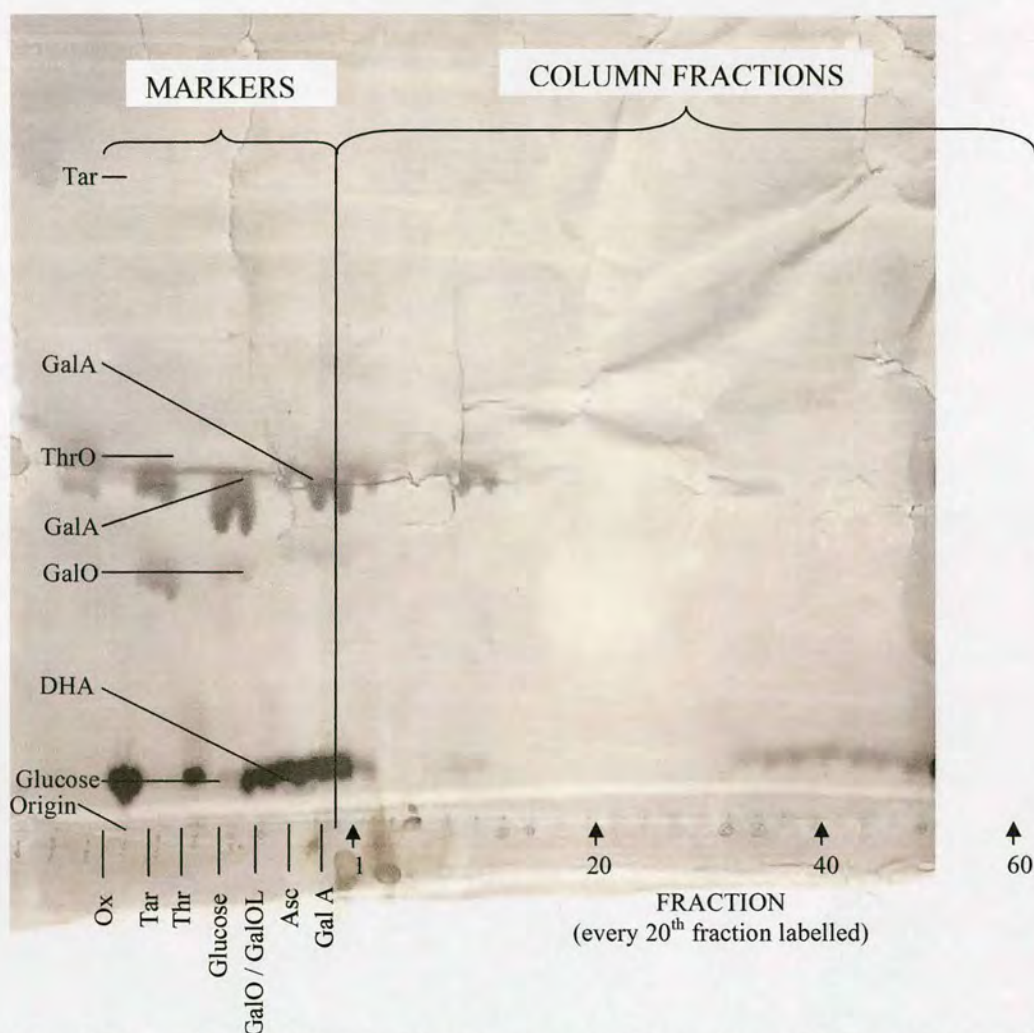 MARKERS
COLUMN FRACTIONS
Tar
GalA
ThrO
GalA
GalO
DHA
Glucose
Origin
1
20
40
60
Ox
Tar
Thr
Glucose
GalO / GalOL
Asc
Gal A
FRACTION
(every 20th fraction labelled)